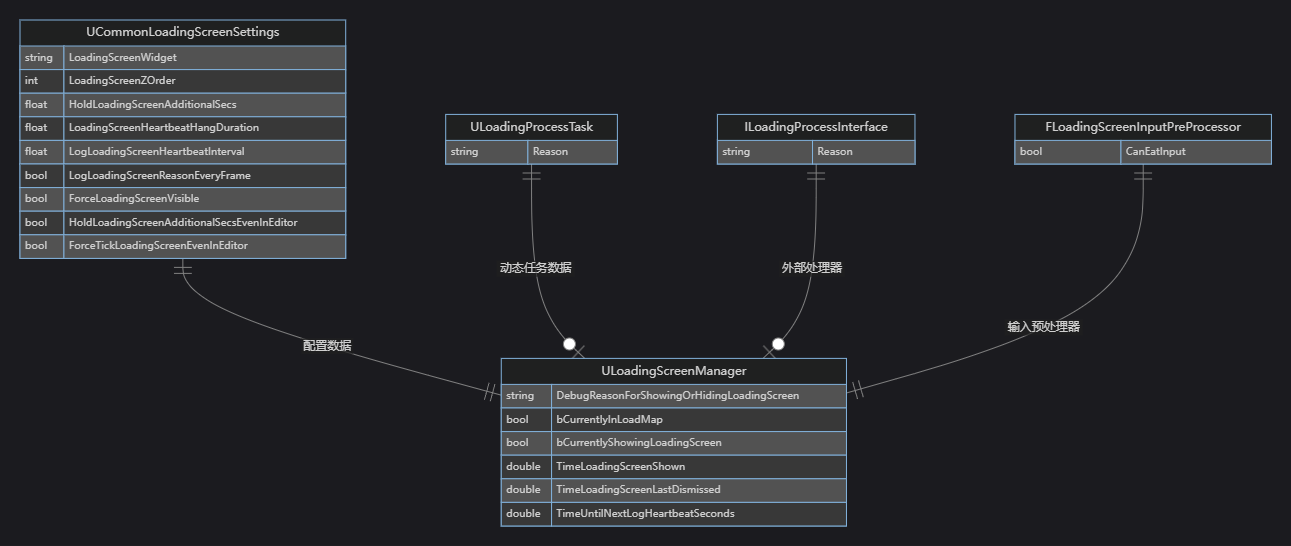 UCommonLoadingScreenSettings
string LoadingScreenWidget
int LoadingScreenZOrder
float HoldLoadingScreenAdditionalSecs
float LoadingScreenHeartbeatHangDuration
float LogLoadingScreenHeartbeatInterval
bool LogLoadingScreenReasonEveryFrame
bool ForceLoadingScreenVisible
bool HoldLoadingScreenAdditionalSecsEvenInEditor
bool ForceTickLoadingScreenEvenInEditor
ULoadingProcessTask
string Reason
ILoadingProcessInterface
string Reason
FLoadingScreenInputPreProcessor
bool CanEatInput
动态任务数据
外部处理器
输入预处理器
配置数据
ULoadingScreenManager
string DebugReasonForShowingOrHidingLoadingScreen
bool bCurrentlyInLoadMap
bool bCurrentlyShowingLoadingScreen
double TimeLoadingScreenShown
double TimeLoadingScreenLastDismissed
double TimeUntilNextLogHeartbeatSeconds